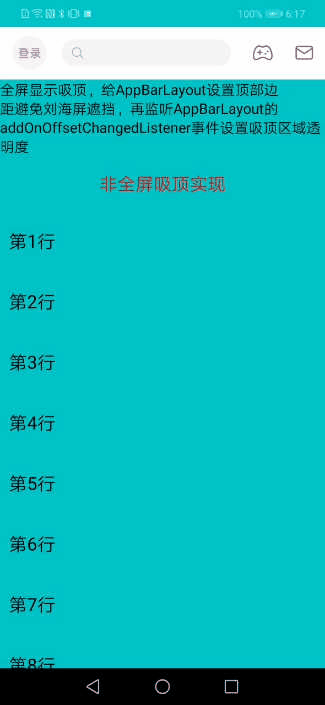 100% 6:17
登录
全屏显示吸顶，给AppBarLayout设置顶部边
距避免刘海屏遮挡，再监听AppBarLayout的
addOnOffsetChangedListener事件设置吸顶区域透
明度
非全屏吸顶实现
第1行
第2行
第3行
第4行
第5行
第6行
第7行
第8行